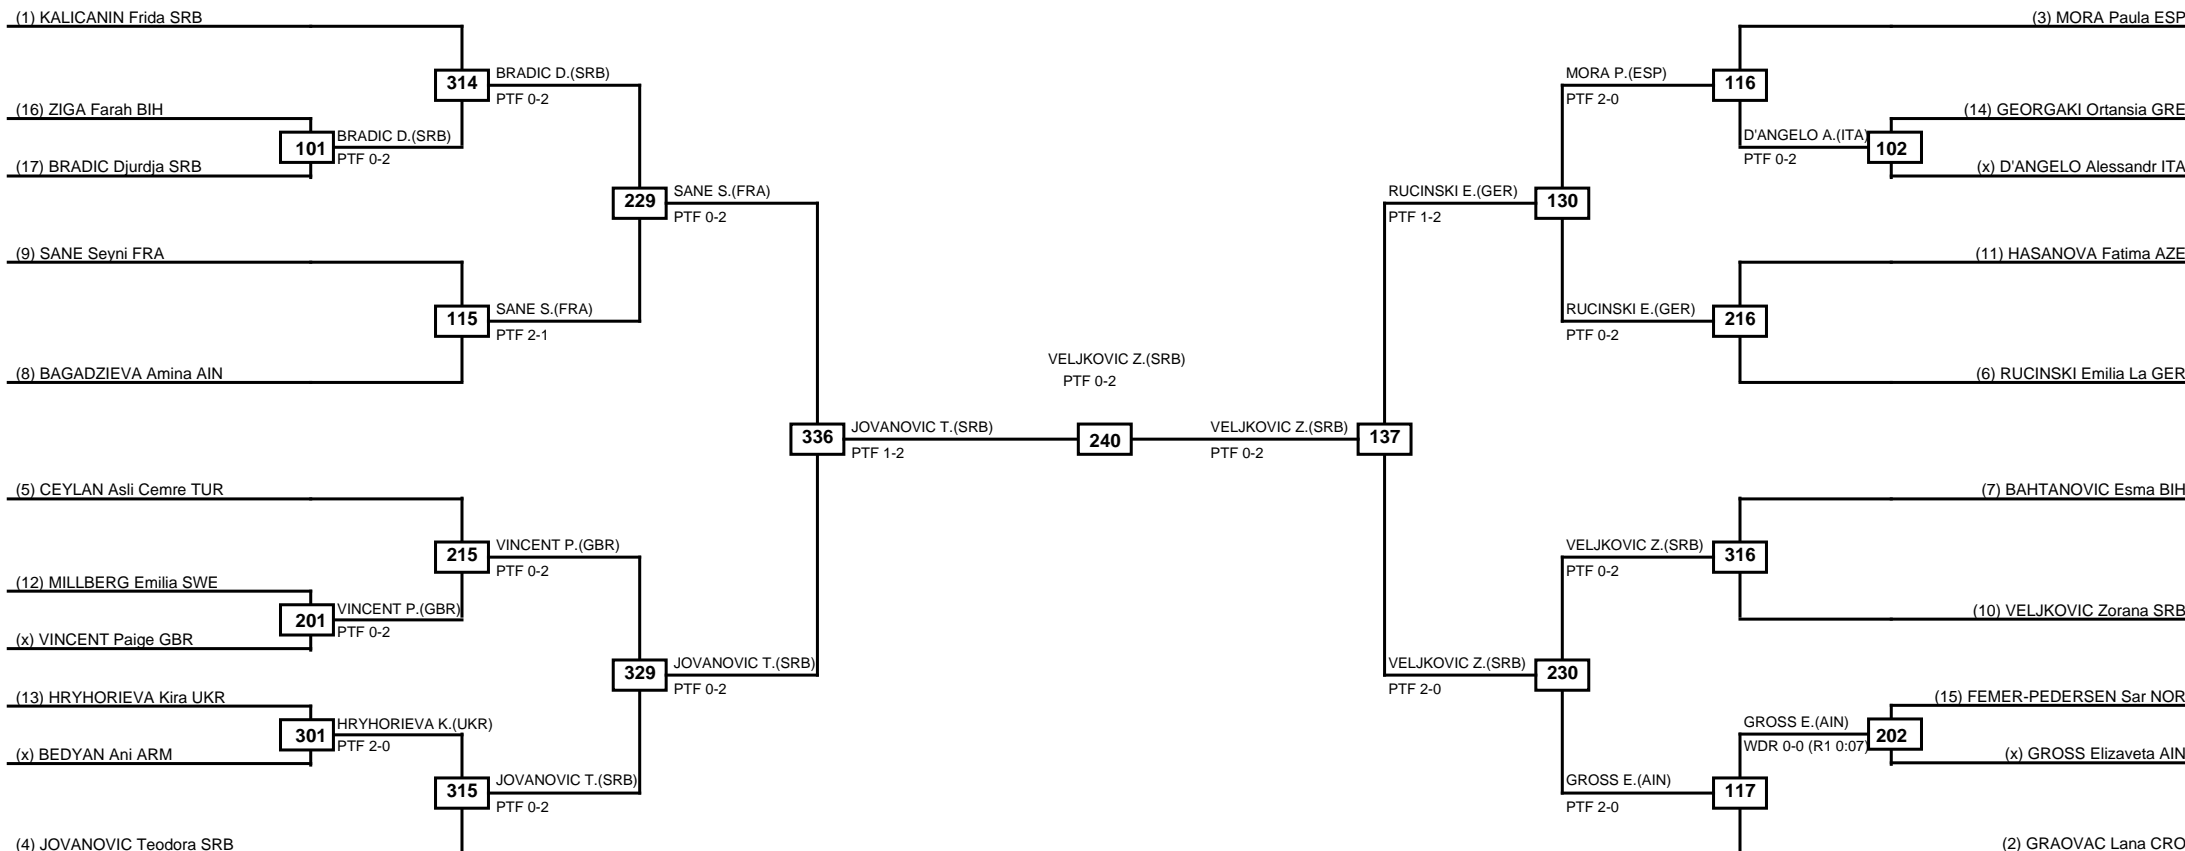 (1) KALICANIN Frida SRB
(3) MORA Paula ESP
314
BRADIC D.(SRB)
PTF 0-2
MORA P.(ESP)
PTF 2-0
116
(16) ZIGA Farah BIH
(14) GEORGAKI Ortansia GRE
101
BRADIC D.(SRB)
PTF 0-2
D'ANGELO A.(ITA)
PTF 0-2
102
(17) BRADIC Djurdja SRB
(x) D'ANGELO Alessandr ITA
229
SANE S.(FRA)
PTF 0-2
RUCINSKI E.(GER)
PTF 1-2
130
(9) SANE Seyni FRA
(11) HASANOVA Fatima AZE
115
SANE S.(FRA)
PTF 2-1
RUCINSKI E.(GER)
PTF 0-2
216
(8) BAGADZIEVA Amina AIN
VELJKOVIC Z.(SRB)
PTF 0-2
(6) RUCINSKI Emilia La GER
336
JOVANOVIC T.(SRB)
PTF 1-2
240
VELJKOVIC Z.(SRB)
PTF 0-2
137
(5) CEYLAN Asli Cemre TUR
(7) BAHTANOVIC Esma BIH
215
VINCENT P.(GBR)
PTF 0-2
VELJKOVIC Z.(SRB)
PTF 0-2
316
(12) MILLBERG Emilia SWE
(10) VELJKOVIC Zorana SRB
201
VINCENT P.(GBR)
PTF 0-2
(x) VINCENT Paige GBR
329
JOVANOVIC T.(SRB)
PTF 0-2
VELJKOVIC Z.(SRB)
PTF 2-0
230
(13) HRYHORIEVA Kira UKR
(15) FEMER-PEDERSEN Sar NOR
301
HRYHORIEVA K.(UKR)
PTF 2-0
GROSS E.(AIN)
WDR 0-0 (R1 0:07)
202
(x) BEDYAN Ani ARM
(x) GROSS Elizaveta AIN
315
JOVANOVIC T.(SRB)
PTF 0-2
GROSS E.(AIN)
PTF 2-0
117
(4) JOVANOVIC Teodora SRB
(2) GRAOVAC Lana CRO